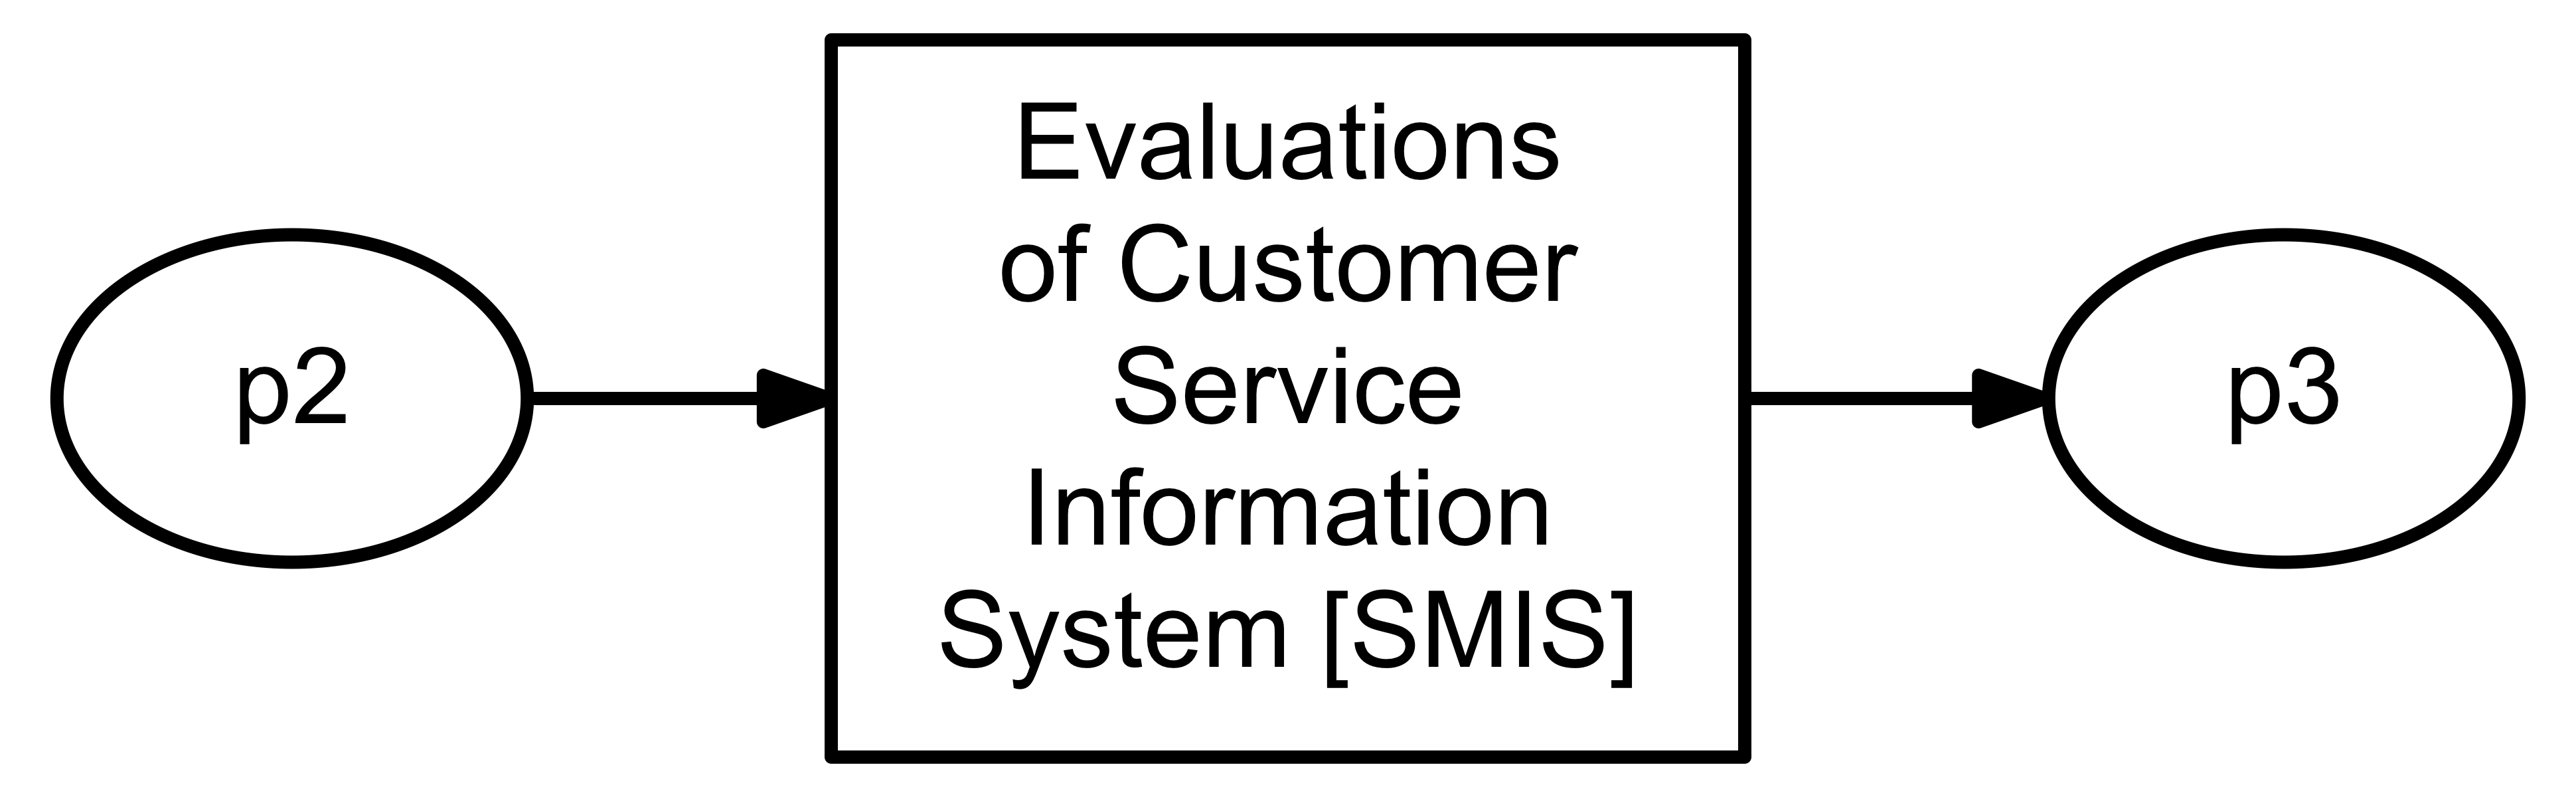 p2
Evaluations
of Customer
Service
Information
System [SMIS]
p3